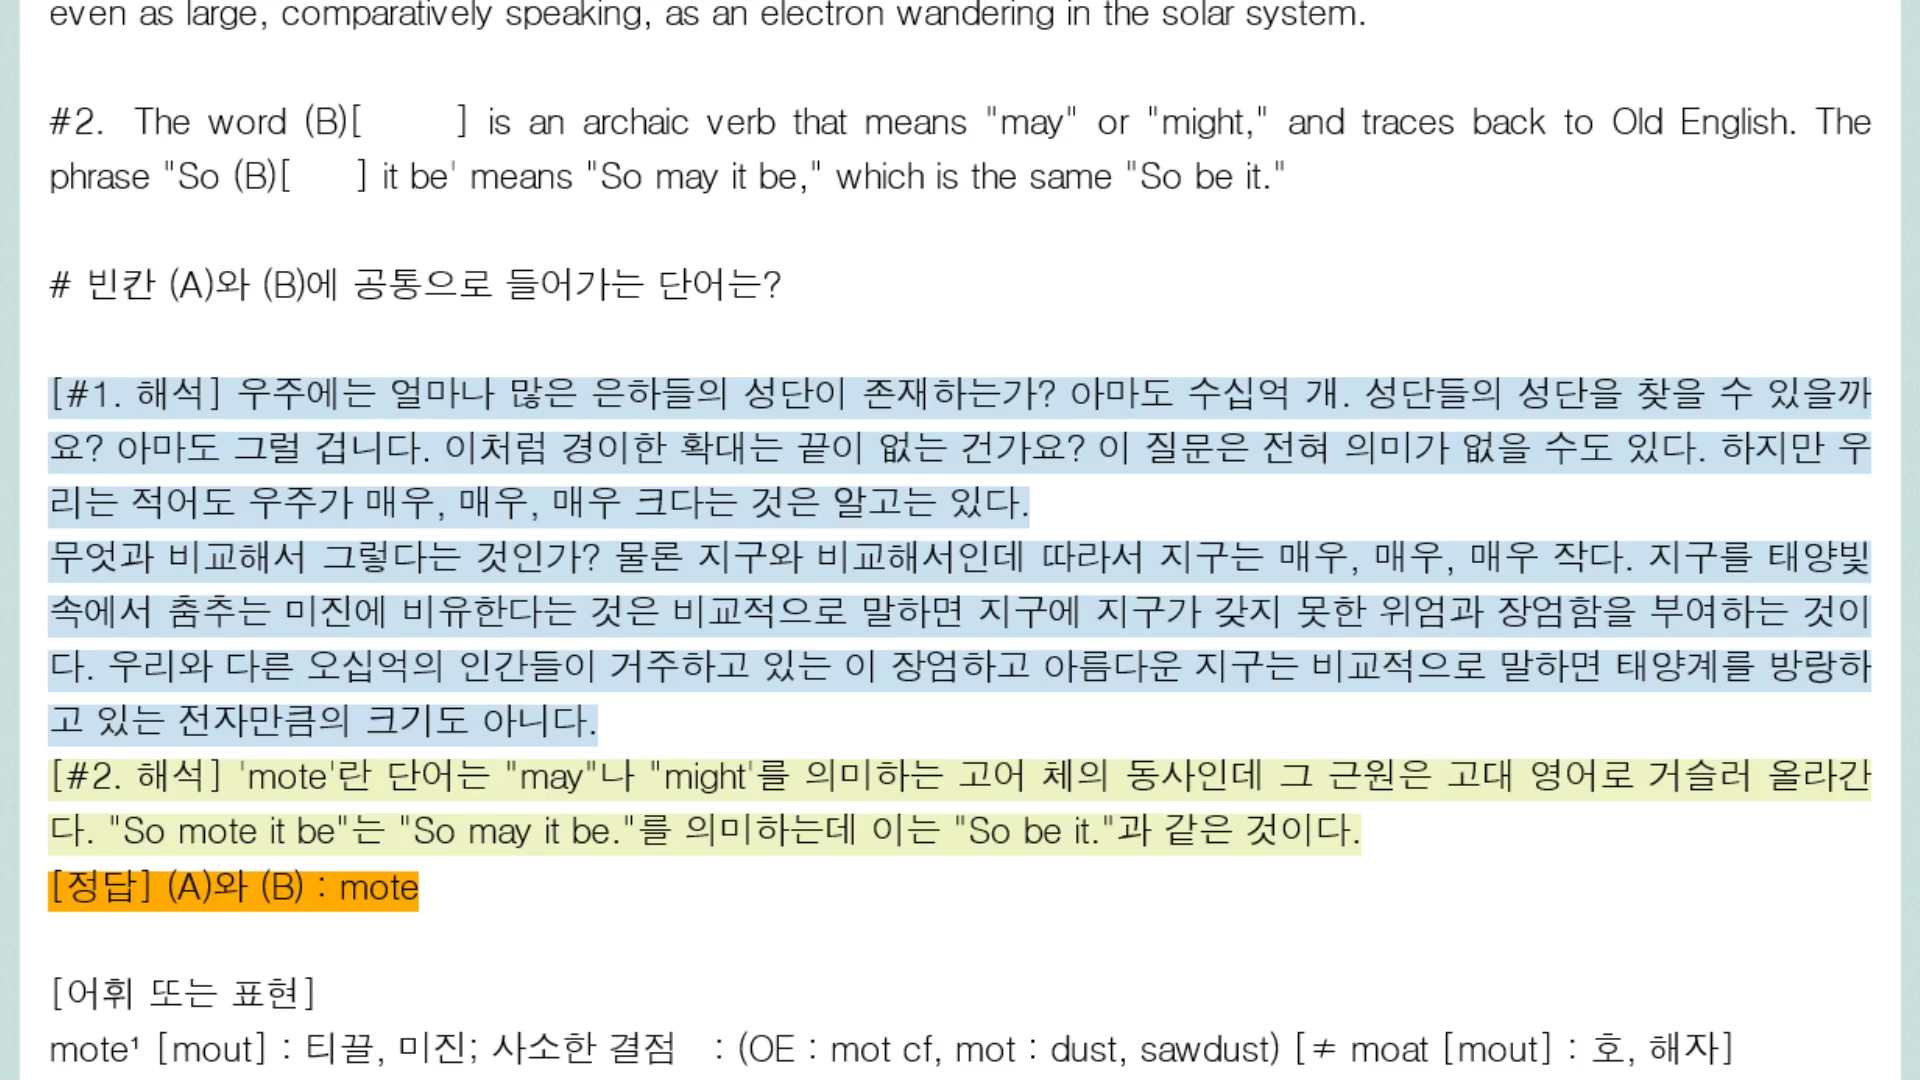 even as large, comparatively speaking, as an electron wandering in the solar system.
#2. The word (B)[ ] is an archaic verb that means "may" or "might," and traces back to Old English. The
phrase "So (B)[ ] it be' means "So may it be," which is the same "So be it."
# 빈칸 (A)와 (B)에 공통으로 들어가는 단어는?
[#1. 해석] 우주에는 얼마나 많은 은하들의 성단이 존재하는가? 아마도 수십억 개. 성단들의 성단을 찾을 수 있을까
요? 아마도 그럴 겁니다. 이처럼 경이한 확대는 끝이 없는 건가요? 이 질문은 전혀 의미가 없을 수도 있다. 하지만 우
리는 적어도 우주가 매우, 매우, 매우 크다는 것은 알고는 있다.
무엇과 비교해서 그렇다는 것인가? 물론 지구와 비교해서인데 따라서 지구는 매우, 매우, 매우 작다. 지구를 태양빛
속에서 춤추는 미진에 비유한다는 것은 비교적으로 말하면 지구에 지구가 갖지 못한 위엄과 장엄함을 부여하는 것이
다. 우리와 다른 오십억의 인간들이 거주하고 있는 이 장엄하고 아름다운 지구는 비교적으로 말하면 태양계를 방랑하
고 있는 전자만큼의 크기도 아니다.
[#2. 해석] 'mote'란 단어는 "may"나 "might'를 의미하는 고어 체의 동사인데 그 근원은 고대 영어로 거슬러 올라간
다. "So mote it be"는 "So may it be."를 의미하는데 이는 "So be it."과 같은 것이다.
[정답] (A)와 (B) : mote
[어휘 또는 표현]
mote¹ [mout] : 티끌, 미진; 사소한 결점 : (OE : mot cf, mot : dust, sawdust) [≠ moat [mout] : 호, 해자]